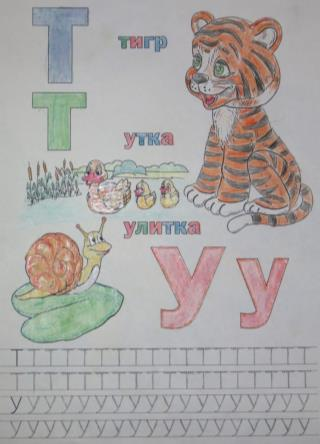 Т
тигр
Т
утка
улитка
У у
Т Т Т Т Т Т Т Т Т Т Т Т Т Т
Т Т Т Т Т Т Т Т Т Т Т Т Т Т
У У У У У У У У У У У У У У
у у у у у у у у у у у у у у